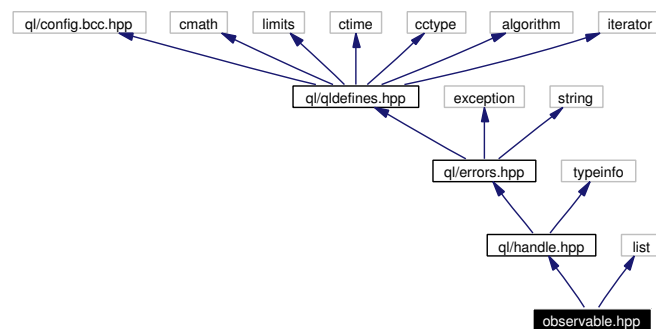 ql/config.bcc.hpp
cmath
limits
ctime
cctype
algorithm
iterator
ql/qldefines.hpp
exception
string
ql/errors.hpp
typeinfo
ql/handle.hpp
list
observable.hpp